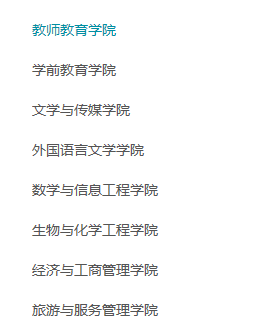 教师教育学院
学前教育学院
文学与传媒学院
外国语言文学学院
数学与信息工程学院
生物与化学工程学院
经济与工商管理学院
旅游与服务管理学院